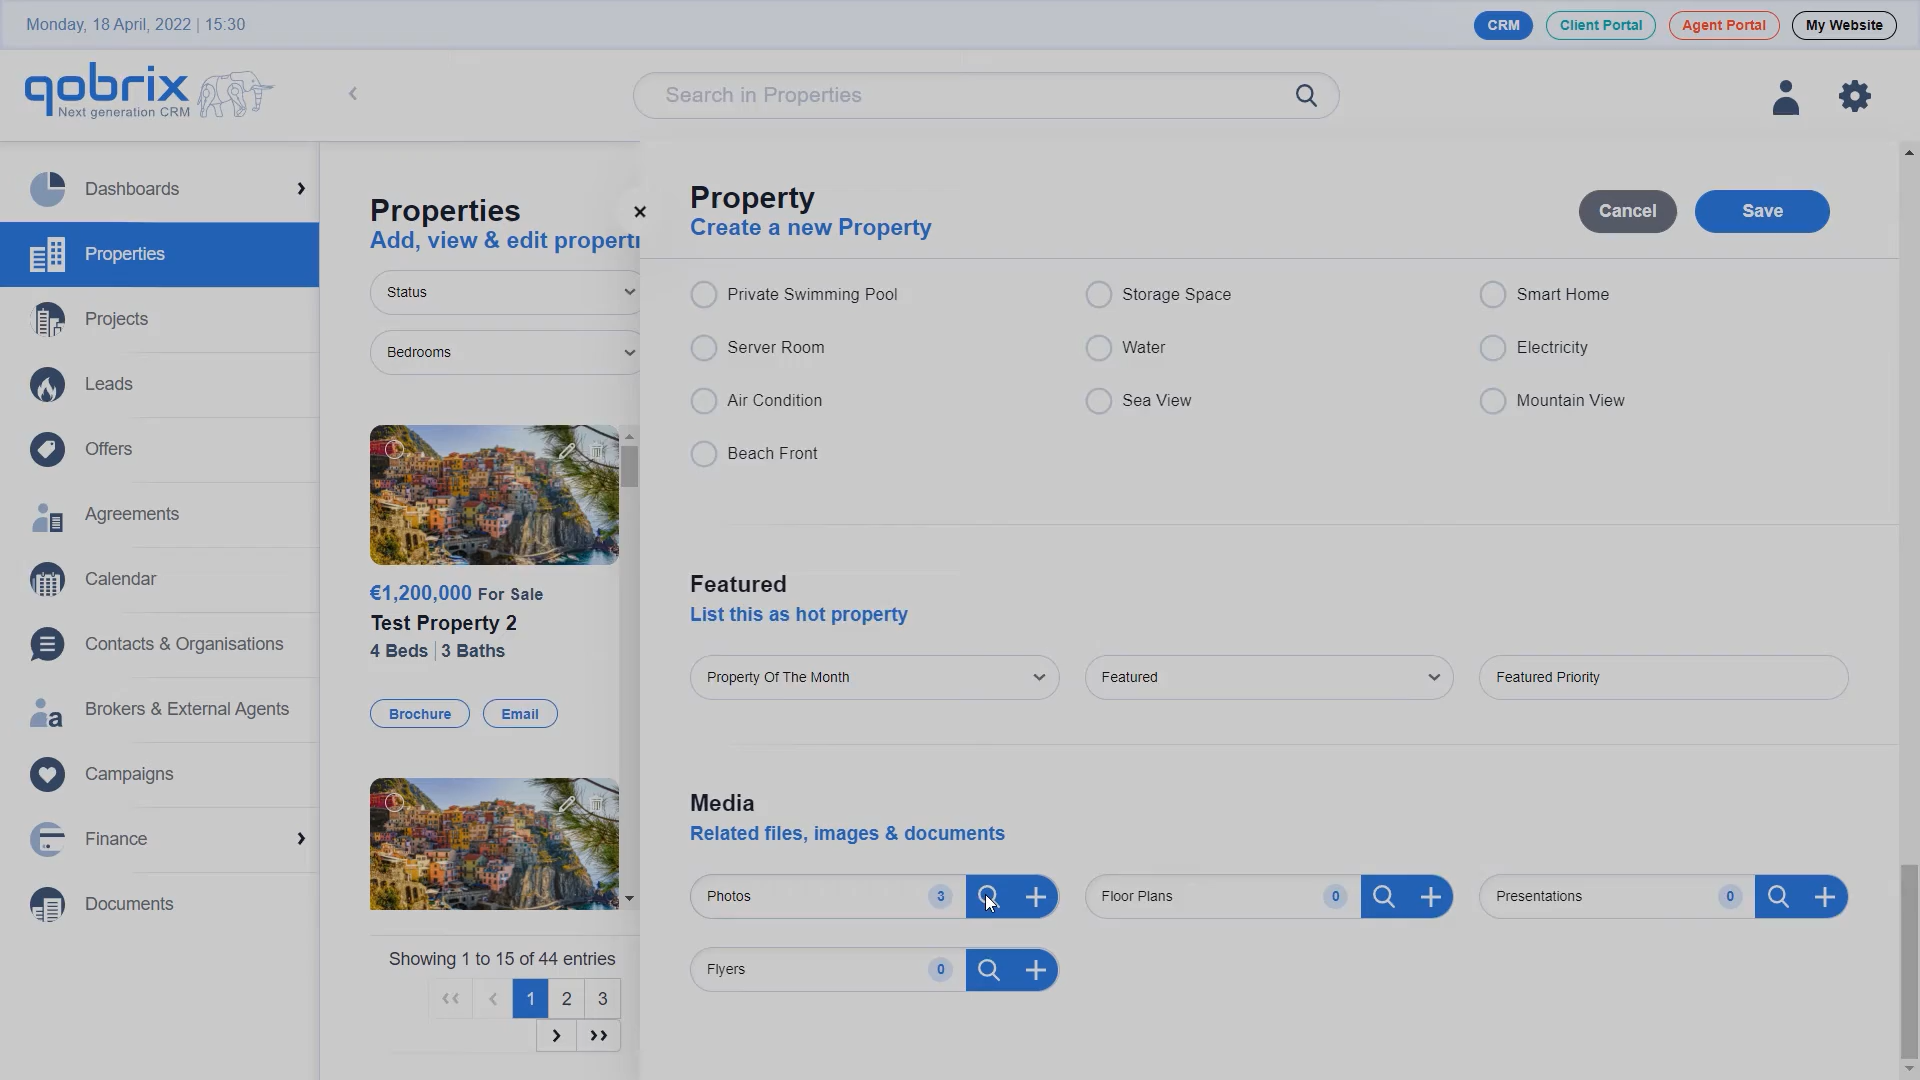 Monday, 18 April, 2022 | 15:30
CRM
Client Portal
Agent Portal
My Website
qobrix
Next generation CRM
Search in Properties
Dashboards
Properties
Projects
Leads
Offers
Agreements
Calendar
Contacts & Organisations
Brokers & External Agents
Campaigns
Finance
Documents
Properties
Add, view & edit propert
Status
Bedrooms
€1,200,000 For Sale
Test Property 2
4 Beds | 3 Baths
Brochure
Email
Showing 1 to 15 of 44 entries
1 2 3
Property
Create a new Property
Cancel
Save
Private Swimming Pool
Storage Space
Smart Home
Server Room
Water
Electricity
Air Condition
Sea View
Mountain View
Beach Front
Featured
List this as hot property
Property Of The Month
Featured
Featured Priority
Media
Related files, images & documents
Photos 3
Floor Plans 0
Presentations 0
Flyers 0